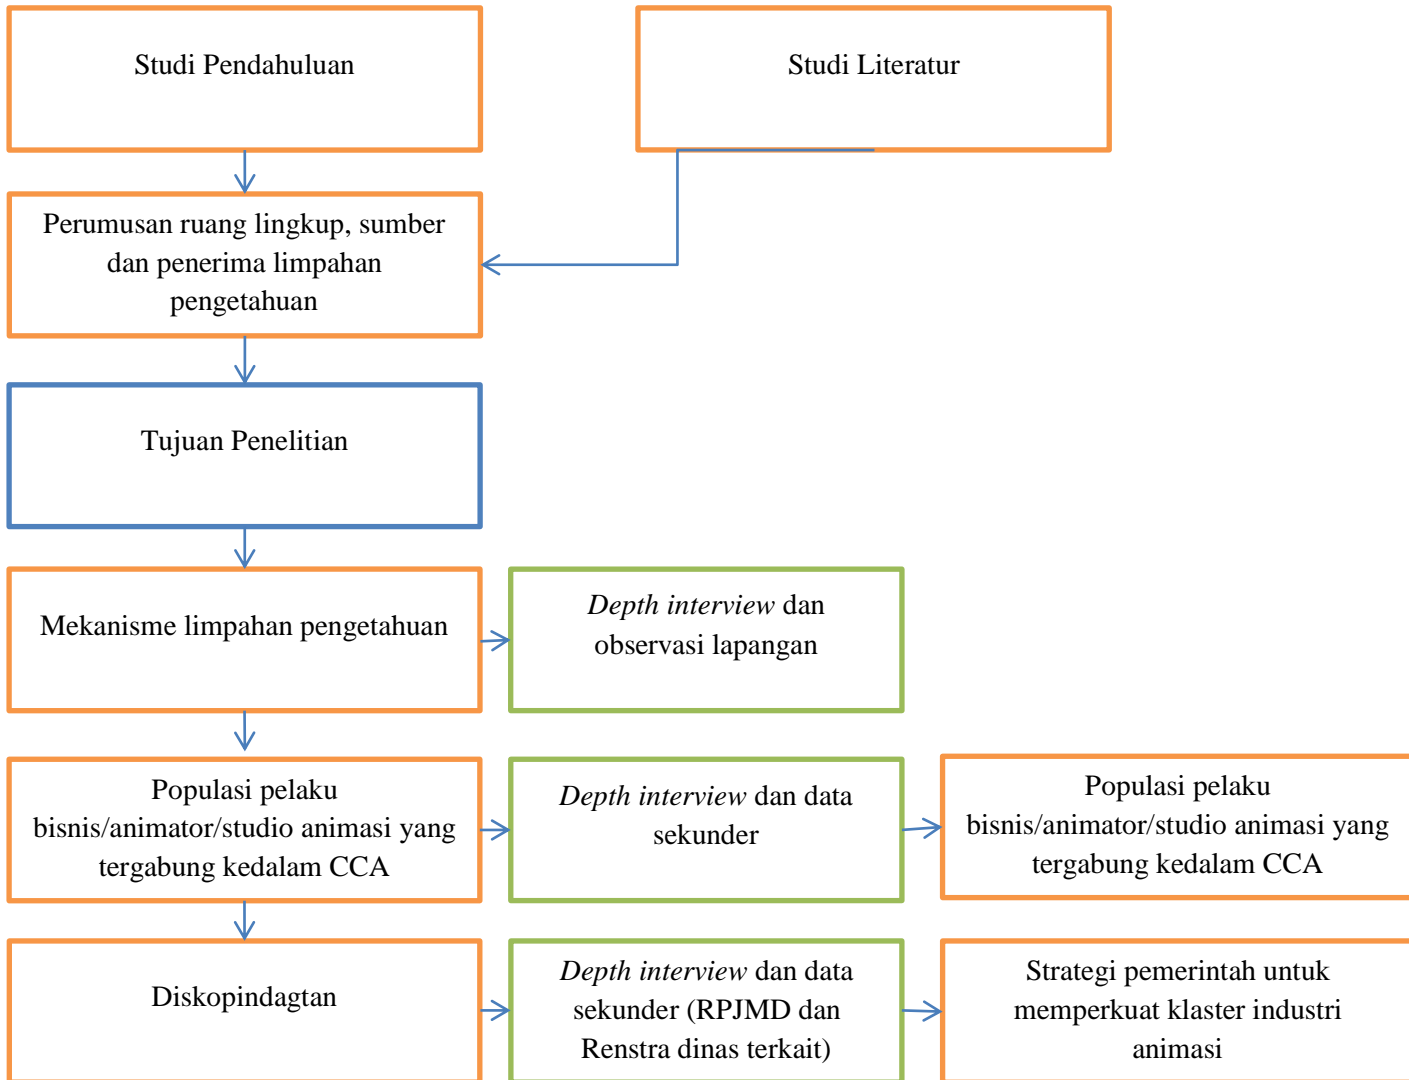 Studi Pendahuluan
Studi Literatur
Perumusan ruang lingkup, sumber
dan penerima limpahan
pengetahuan
Tujuan Penelitian
Mekanisme limpahan pengetahuan
Depth interview dan
observasi lapangan
Populasi pelaku
bisnis/animator/studio animasi yang
tergabung kedalam CCA
Depth interview dan data
sekunder
Populasi pelaku
bisnis/animator/studio animasi yang
tergabung kedalam CCA
Diskopindagtan
Depth interview dan data
sekunder (RPJMD dan
Renstra dinas terkait)
Strategi pemerintah untuk
memperkuat klaster industri
animasi